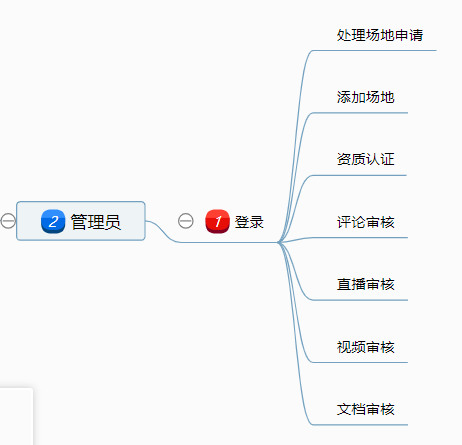 处理场地申请
添加场地
资质认证
2 管理员
1 登录
评论审核
直播审核
视频审核
文档审核